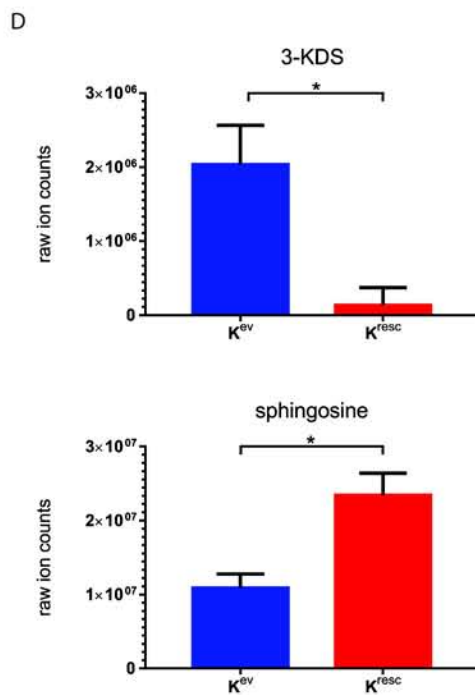 D
3-KDS
*
raw ion counts
3×10⁰⁶
2×10⁰⁶
1×10⁰⁶
0
Kᵉᵛ Kʳᵉˢᶜ
sphingosine
*
raw ion counts
3×10⁰⁷
2×10⁰⁷
1×10⁰⁷
0
Kᵉᵛ Kʳᵉˢᶜ